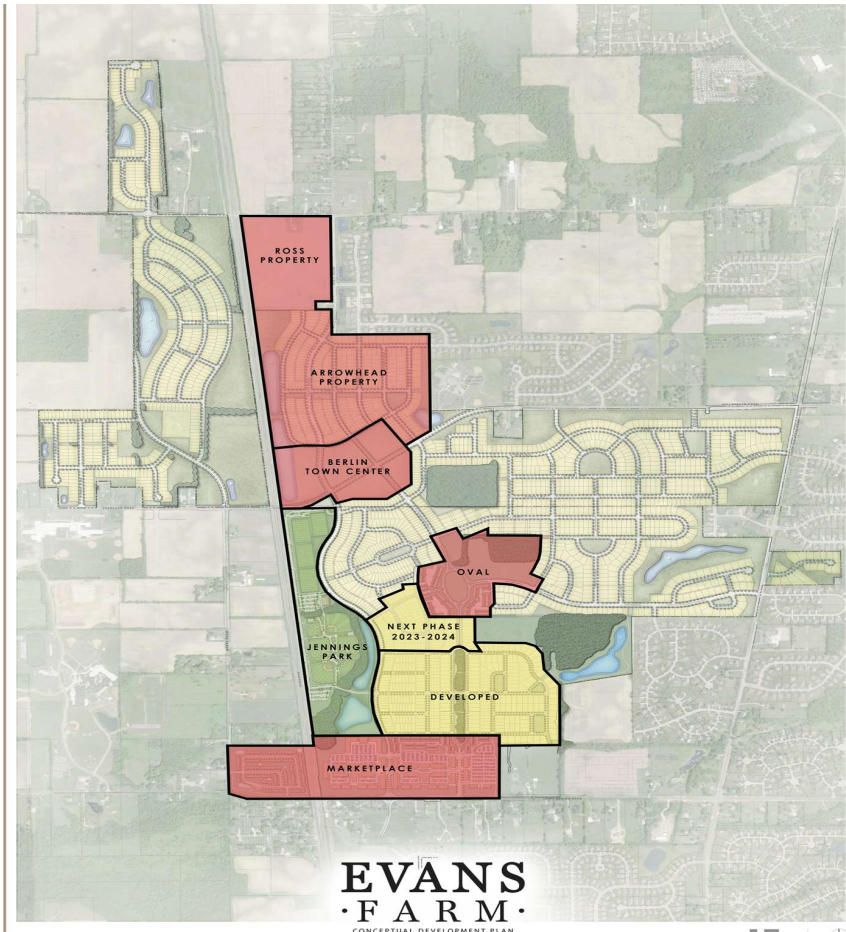 ROSS
PROPERTY
ARROWHEAD
PROPERTY
BERLIN
TOWN CENTER
OVAL
NEXT PHASE
2023-2024
JENNINGS
PARK
DEVELOPED
MARKETPLACE
EVANS
·FARM·
CONCEPTUAL DEVELOPMENT PLAN